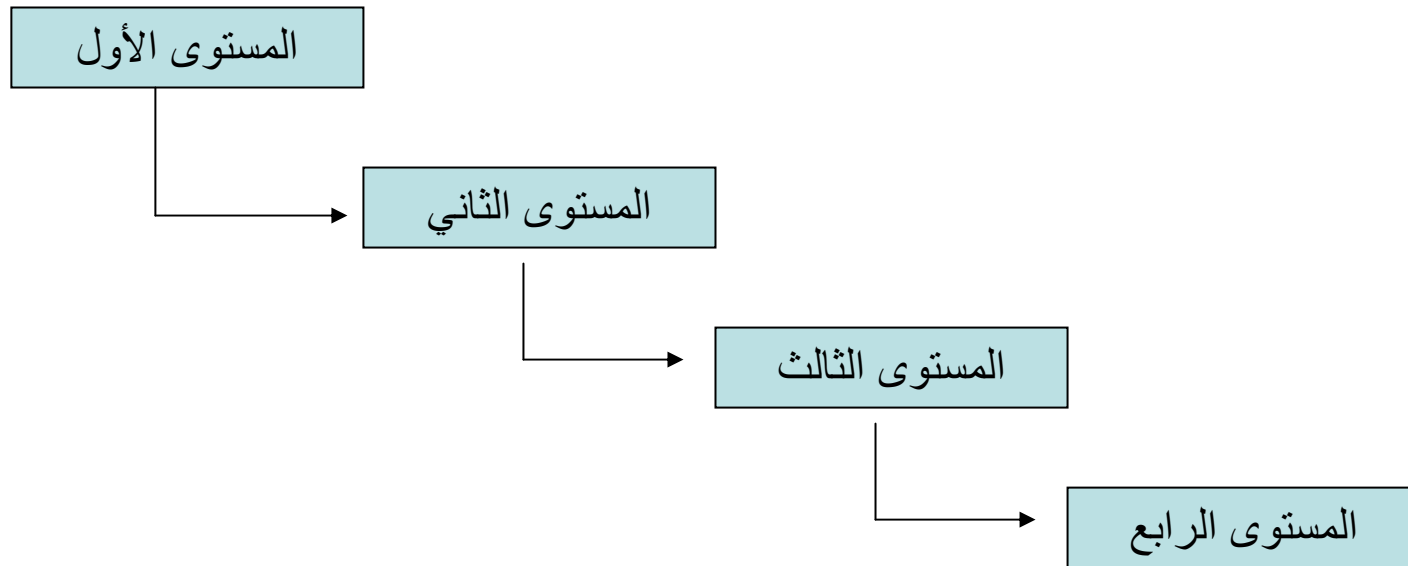 المستوى الأول
المستوى الثاني
المستوى الثالث
المستوى الرابع